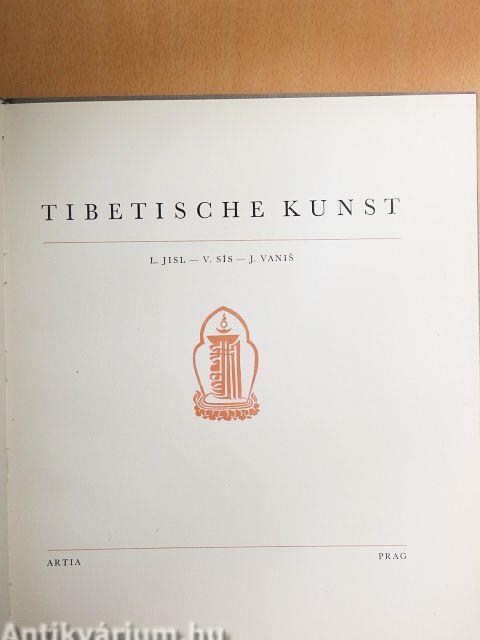 TIBETISCHE KUNST
L. JISL — V. SÍS — J. VANIŠ
ARTIA PRAG
Antikvárium.hu